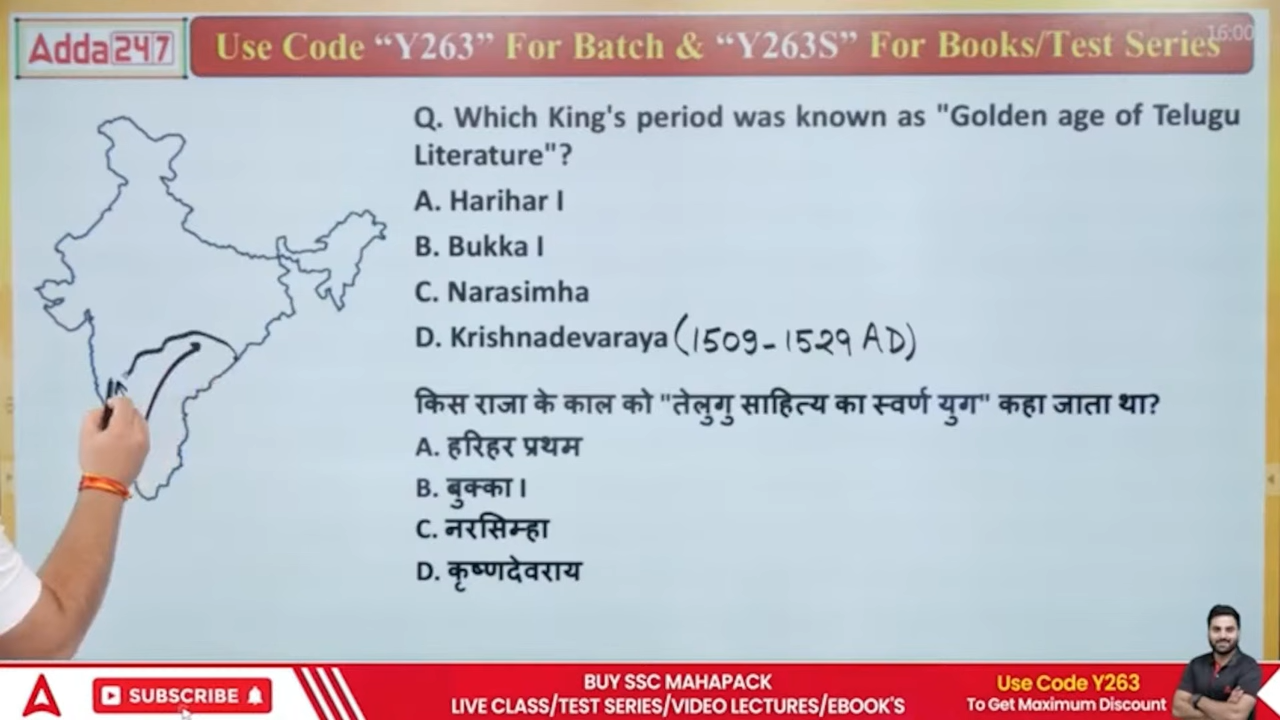 Adda247
Use Code “Y263” For Batch & “Y263S” For Books/Test Series
16:00
Q. Which King's period was known as "Golden age of Telugu
Literature"?
A. Harihar I
B. Bukka I
C. Narasimha
D. Krishnadevaraya (1509-1529 AD)
किस राजा के काल को "तेलुगु साहित्य का स्वर्ण युग" कहा जाता था?
A. हरिहर प्रथम
B. बुक्का I
C. नरसिम्हा
D. कृष्णदेवराय
SUBSCRIBE
BUY SSC MAHAPACK
LIVE CLASS/TEST SERIES/VIDEO LECTURES/EBOOK'S
Use Code Y263
To Get Maximum Discount